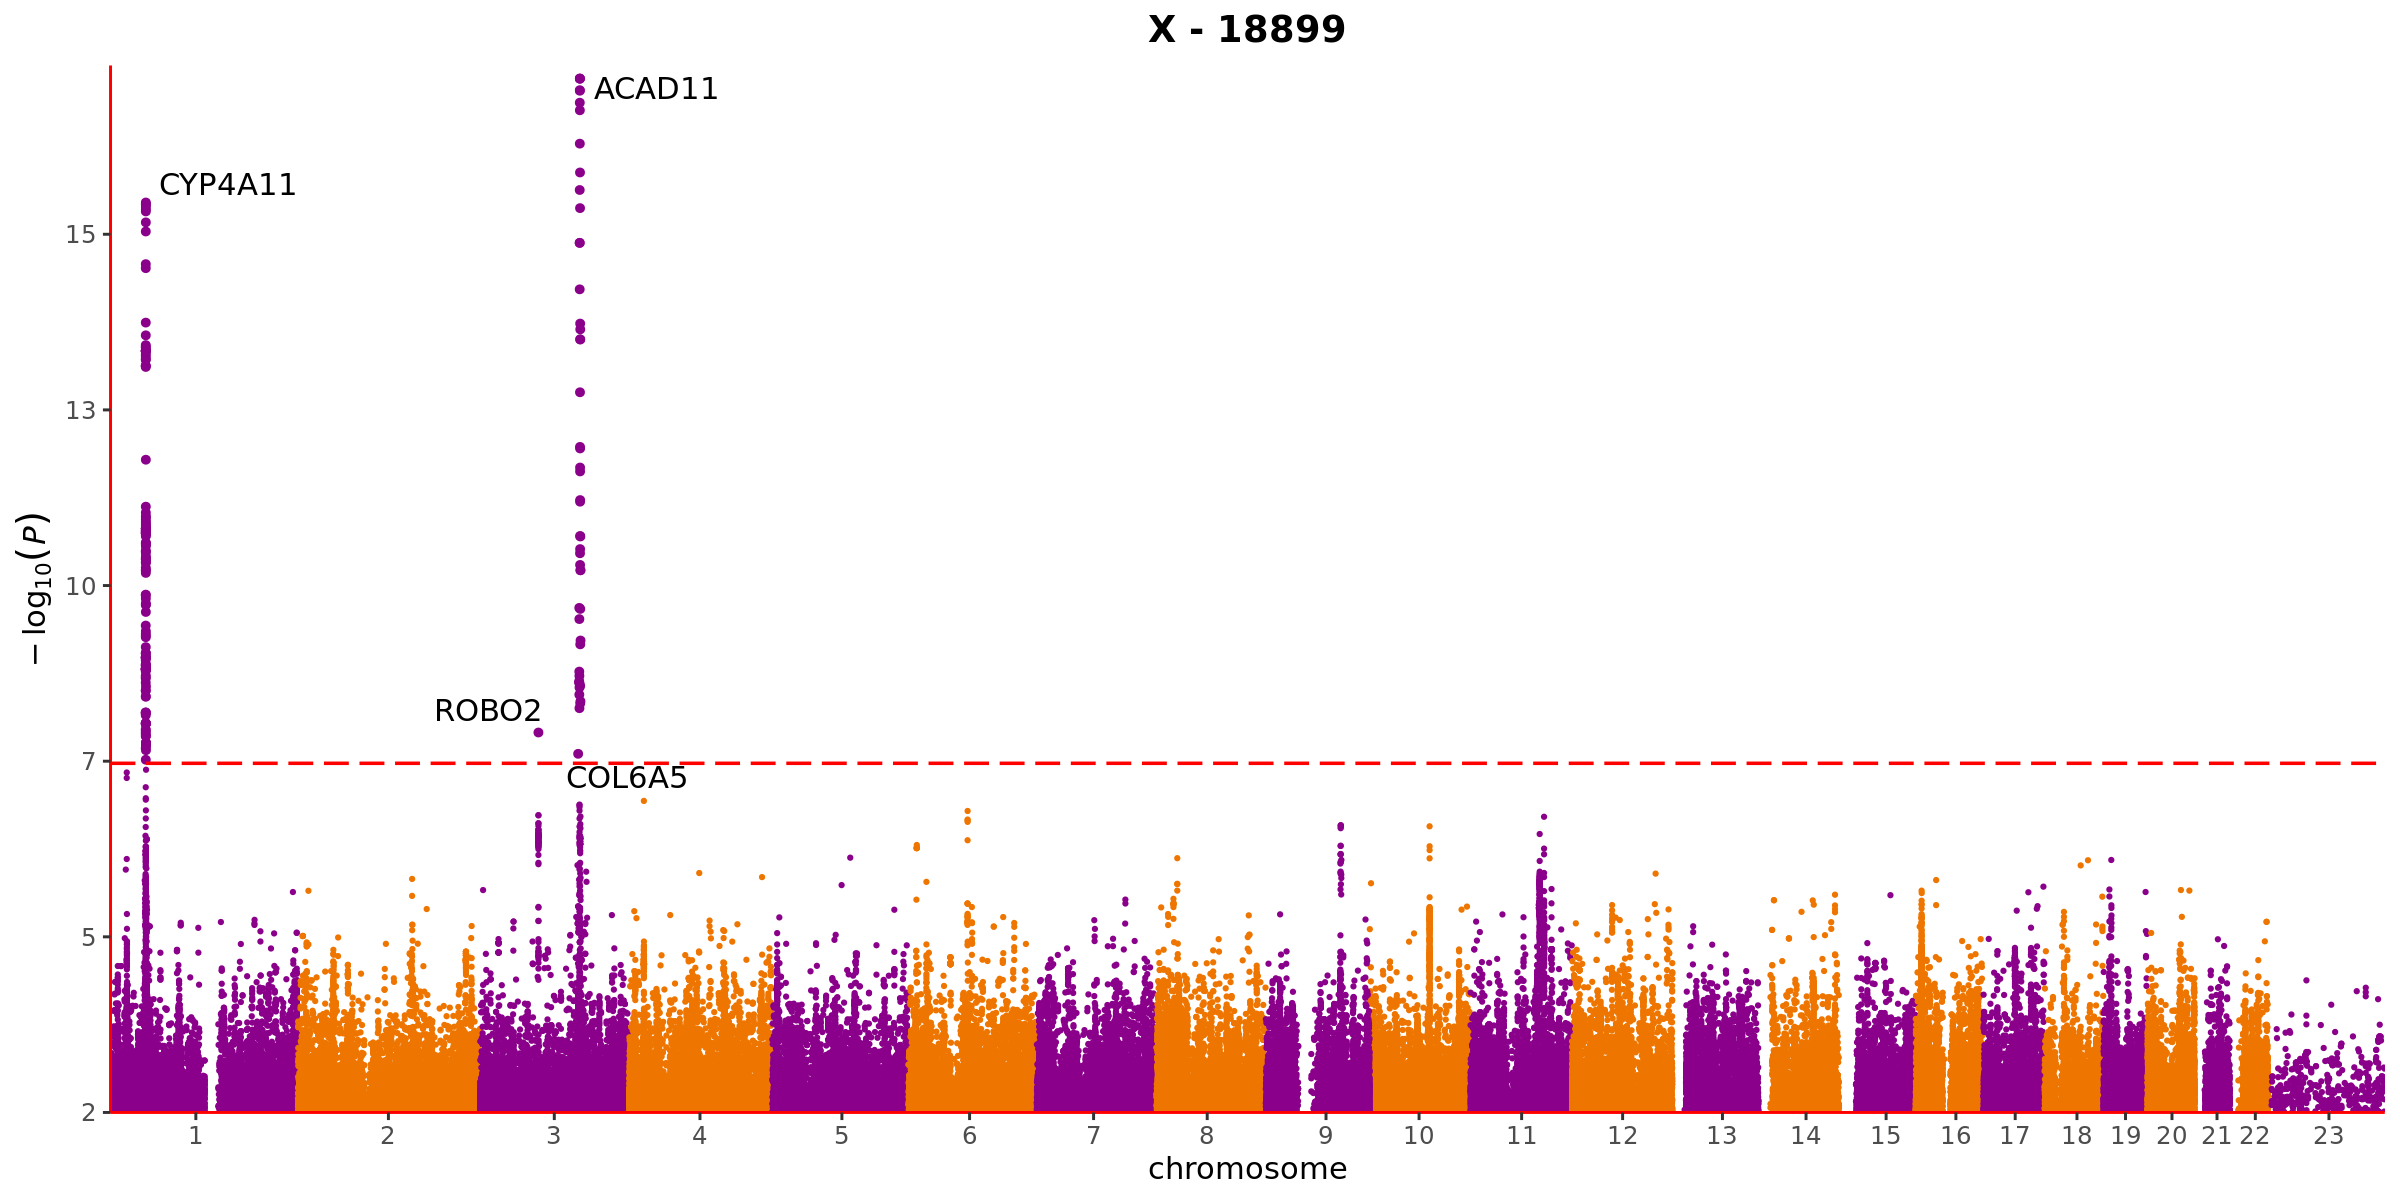 X - 18899
ACAD11
CYP4A11
15
13
− log10(P)
10
ROBO2
7
COL6A5
5
2
1 2 3 4 5 6 7 8 9 10 11 12 13 14 15 16 17 18 19 20 21 22 23
chromosome